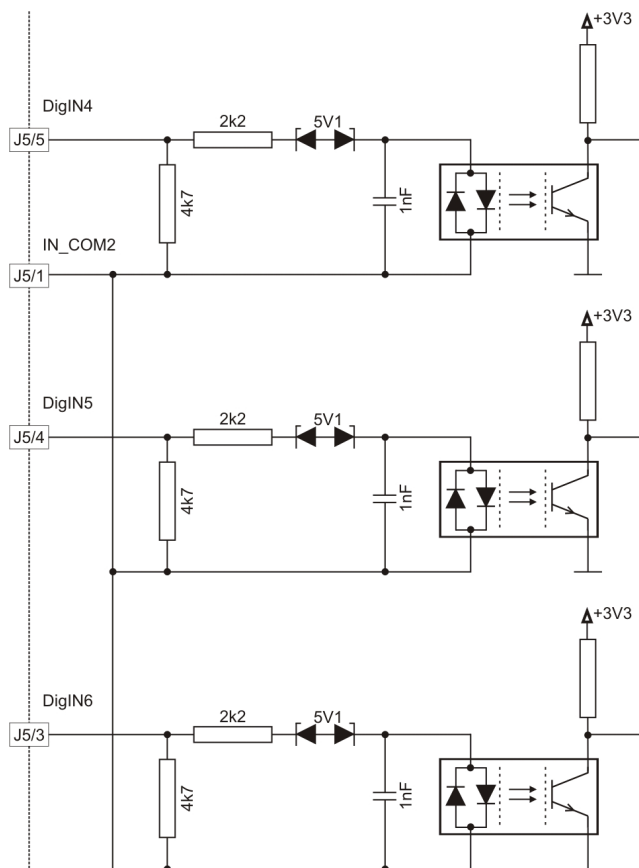 +3V3
DigIN4
J5/5
2k2
5V1
4k7
1nF
IN_COM2
J5/1
+3V3
DigIN5
J5/4
2k2
5V1
4k7
1nF
+3V3
DigIN6
J5/3
2k2
5V1
4k7
1nF